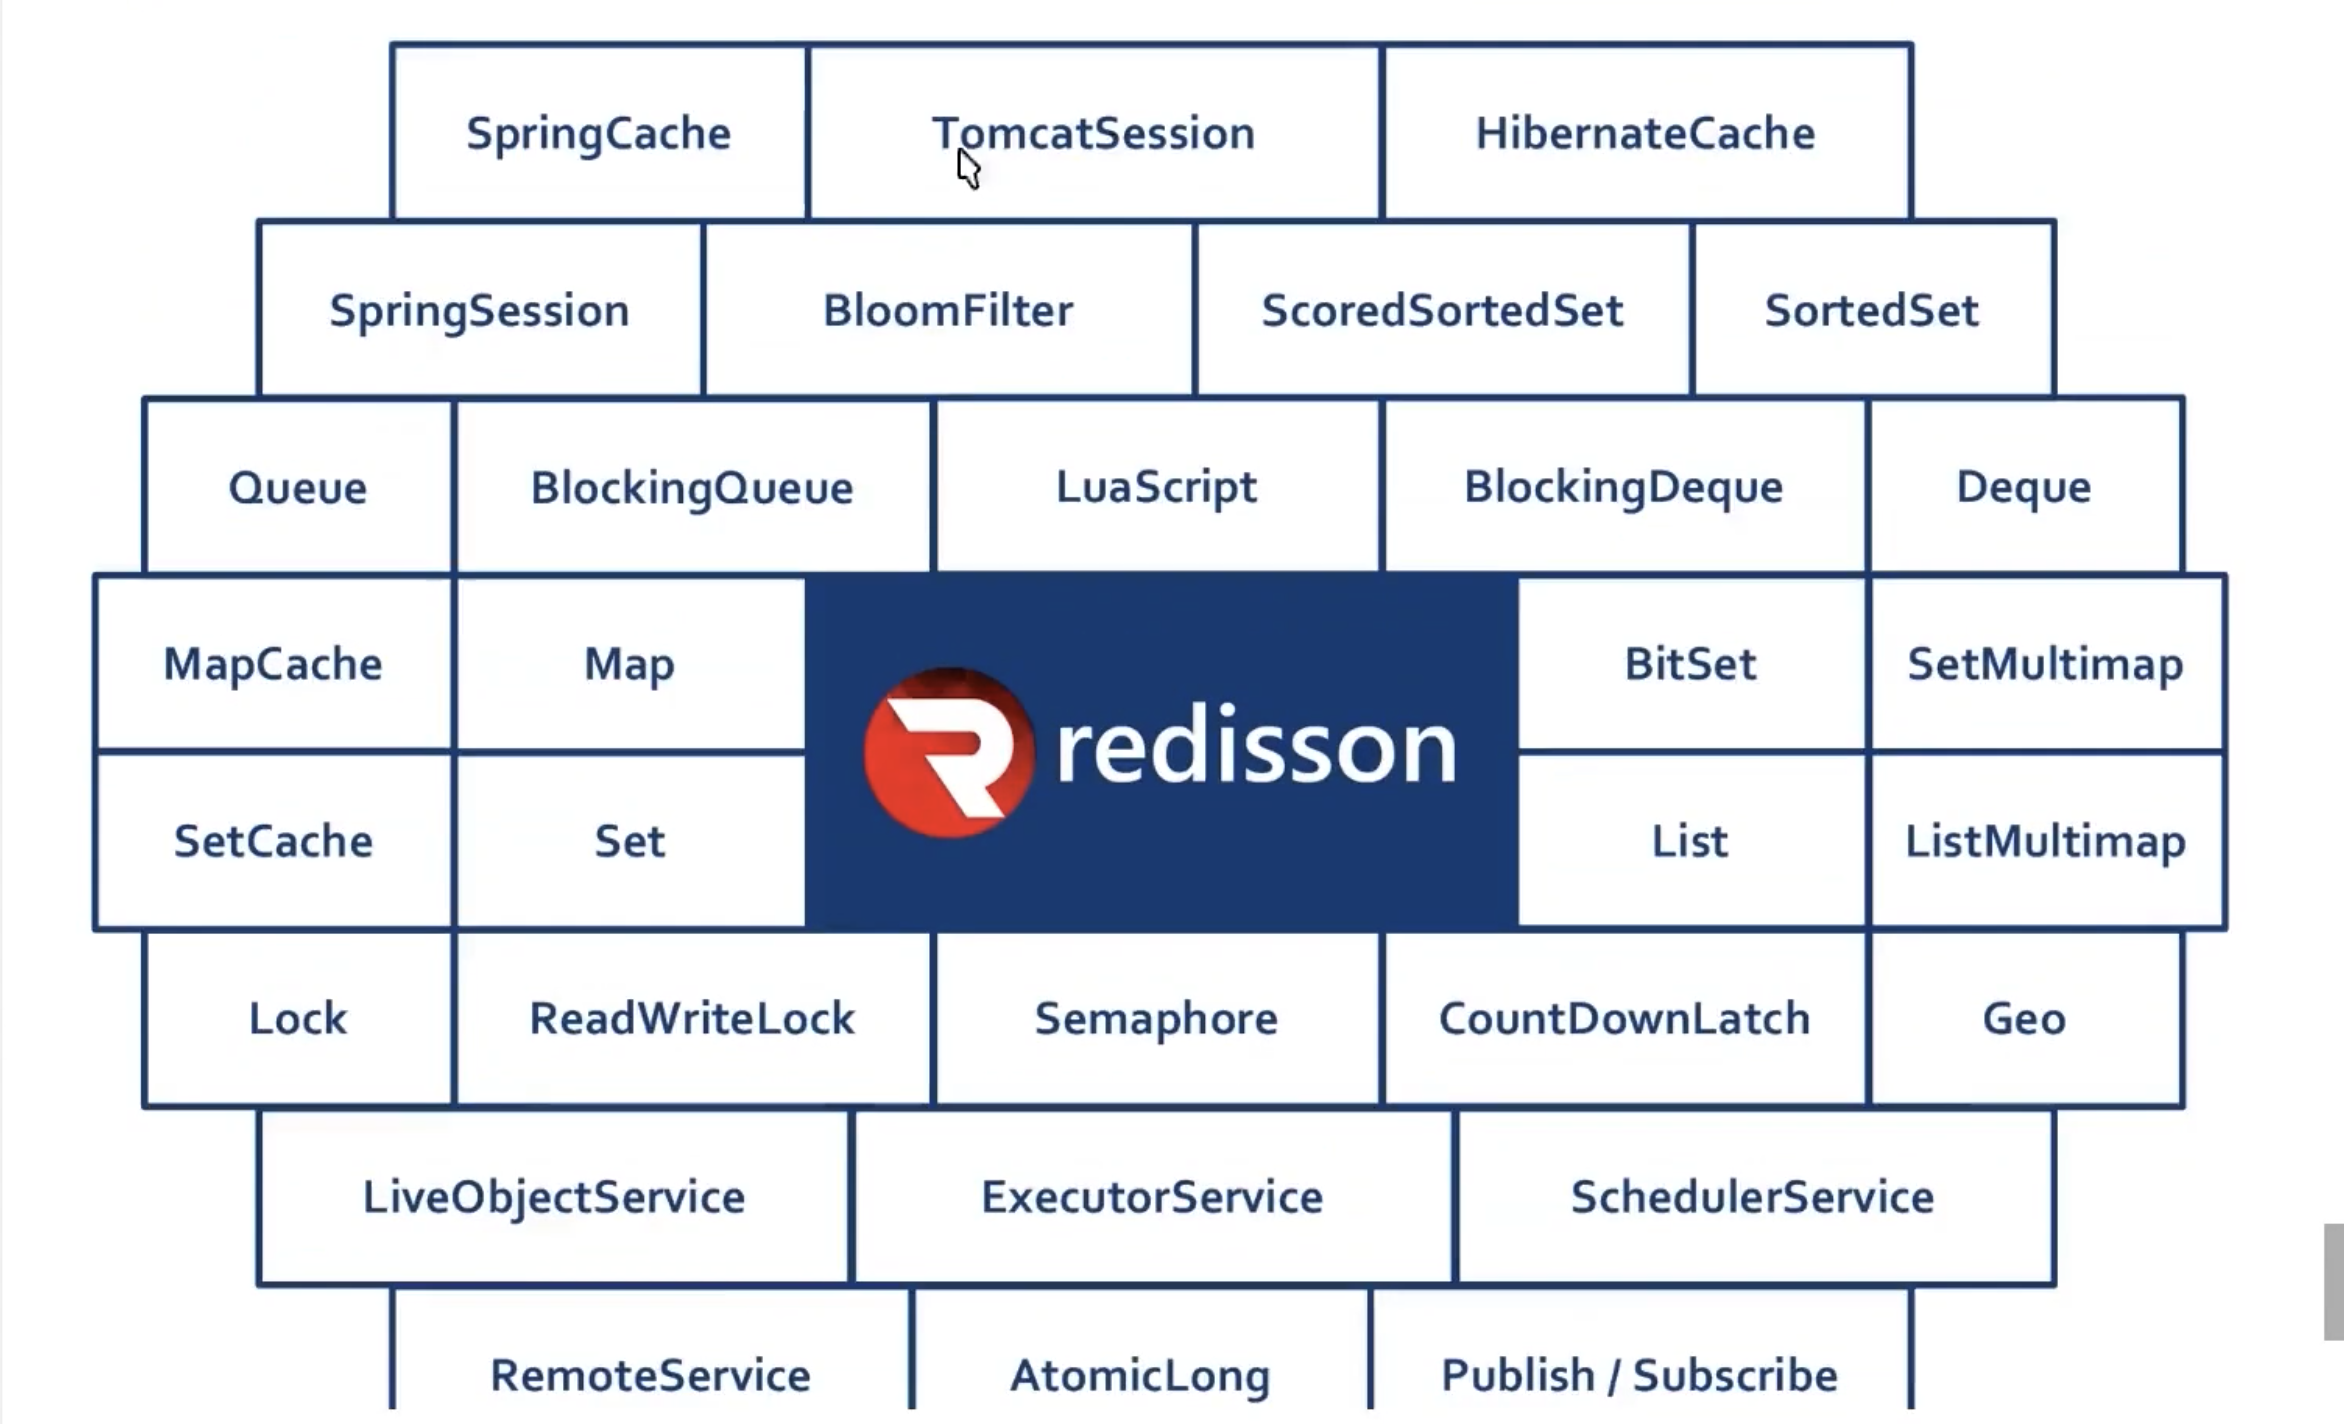 SpringCache TomcatSession HibernateCache
SpringSession BloomFilter ScoredSortedSet SortedSet
Queue BlockingQueue LuaScript BlockingDeque Deque
MapCache Map BitSet SetMultimap
redisson
SetCache Set List ListMultimap
Lock ReadWriteLock Semaphore CountDownLatch Geo
LiveObjectService ExecutorService SchedulerService
RemoteService AtomicLong Publish / Subscribe